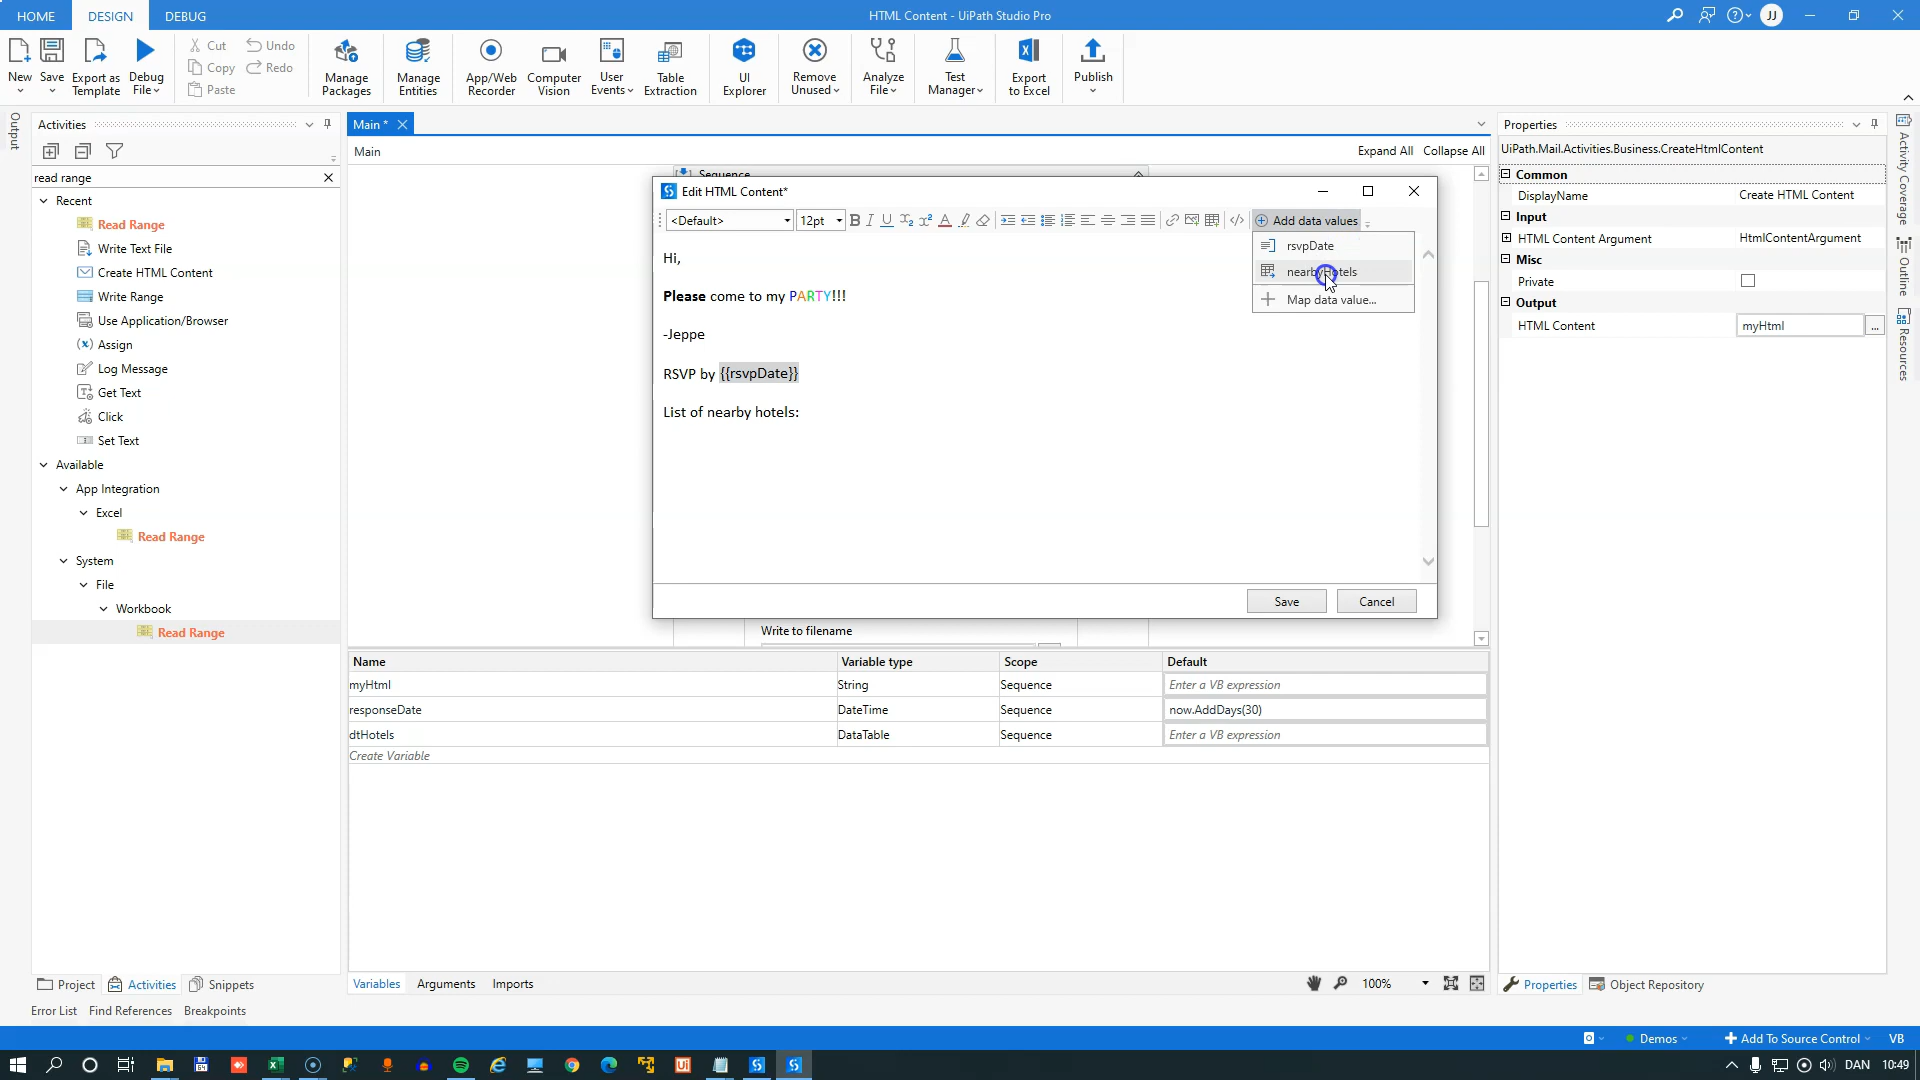 HOME DESIGN DEBUG HTML Content - UiPath Studio Pro JJ
New Save Export as Template Debug File Cut Copy Paste Undo Redo Manage Packages Manage Entities App/Web Recorder Computer Vision User Events Table Extraction UI Explorer Remove Unused Analyze File Test Manager Export to Excel Publish
Output
Activities
read range
Recent
Read Range
Write Text File
Create HTML Content
Write Range
Use Application/Browser
Assign
Log Message
Get Text
Click
Set Text
Available
App Integration
Excel
Read Range
System
File
Workbook
Read Range
Project Activities Snippets
Error List Find References Breakpoints
Main *
Main Expand All Collapse All
Sequence
Edit HTML Content*
<Default> 12pt B I U Add data values
rsvpDate
nearbyHotels
Map data value...
Hi,
Please come to my PARTY!!!
-Jeppe
RSVP by {{rsvpDate}}
List of nearby hotels:
Save Cancel
Write to filename
Name Variable type Scope Default
myHtml String Sequence Enter a VB expression
responseDate DateTime Sequence now.AddDays(30)
dtHotels DataTable Sequence Enter a VB expression
Create Variable
Variables Arguments Imports 100%
Properties
UiPath.Mail.Activities.Business.CreateHtmlContent
Common
DisplayName Create HTML Content
Input
HTML Content Argument HtmlContentArgument
Misc
Private
Output
HTML Content myHtml ...
Properties Object Repository
Activity Coverage
Outline
Resources
Demos Add To Source Control VB
DAN 10:49